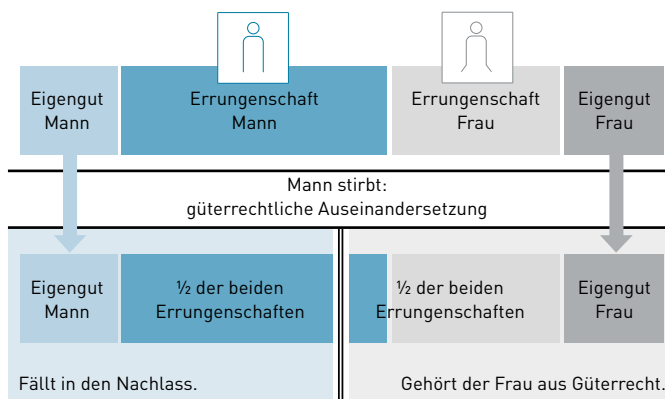 Eigengut
Mann
Errungenschaft
Mann
Errungenschaft
Frau
Eigengut
Frau
Mann stirbt:
güterrechtliche Auseinandersetzung
Eigengut
Mann
½ der beiden
Errungenschaften
½ der beiden
Errungenschaften
Eigengut
Frau
Fällt in den Nachlass.
Gehört der Frau aus Güterrecht.